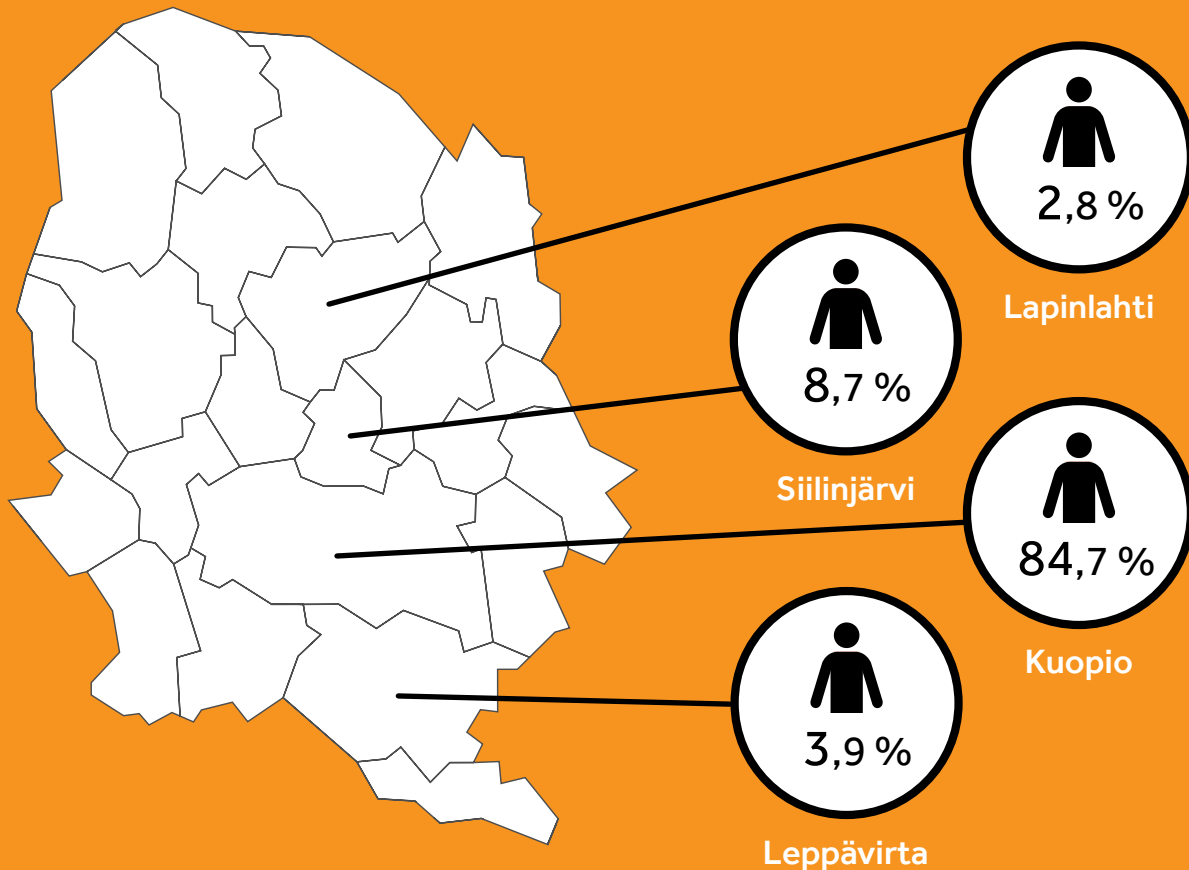 2,8 %
Lapinlahti
8,7 %
Siilinjärvi
84,7 %
Kuopio
3,9 %
Leppävirta